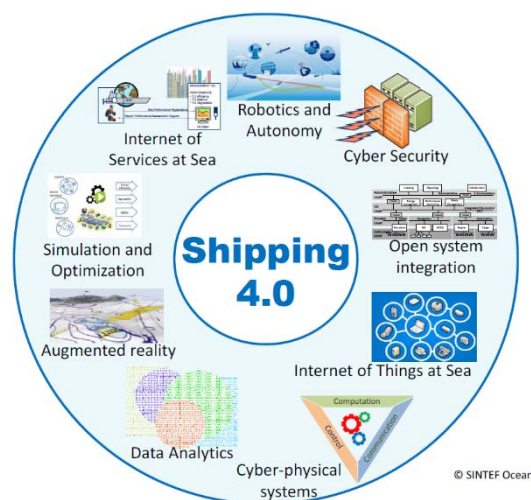 Robotics and
Autonomy
Internet of
Services at Sea
Cyber Security
Simulation and
Optimization
Shipping
4.0
Open system
integration
Augmented reality
Internet of Things at Sea
Data Analytics
Computation
Control
Communication
Cyber-physical
systems
© SINTEF Ocean